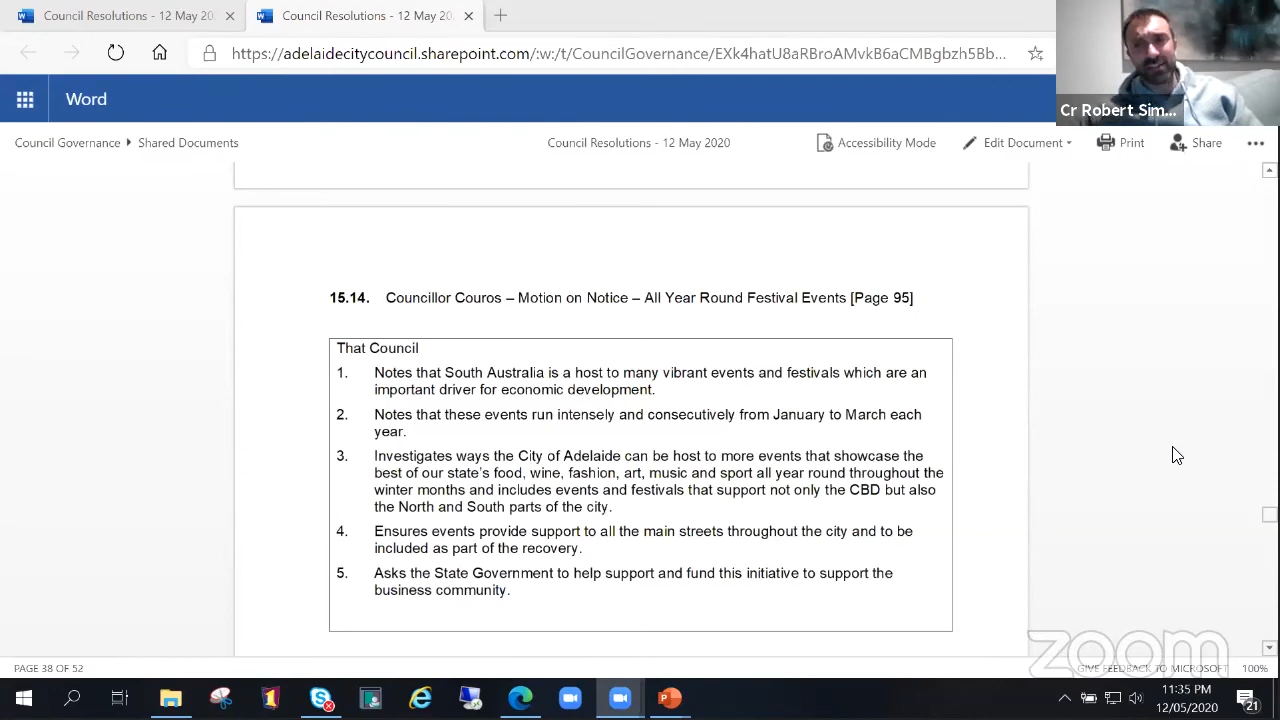 Council Resolutions - 12 May 202
Council Resolutions - 12 May 202
https://adelaidecitycouncil.sharepoint.com/:w:/t/CouncilGovernance/EXk4hatU8aRBroAMvkB6aCMBgbzh5Bb...
Cr Robert Sim...
Word
Council Governance Shared Documents
Council Resolutions - 12 May 2020
Accessibility Mode
Edit Document
Print
Share
15.14. Councillor Couros – Motion on Notice – All Year Round Festival Events [Page 95]
That Council
1. Notes that South Australia is a host to many vibrant events and festivals which are an
important driver for economic development.
2. Notes that these events run intensely and consecutively from January to March each
year.
3. Investigates ways the City of Adelaide can be host to more events that showcase the
best of our state's food, wine, fashion, art, music and sport all year round throughout the
winter months and includes events and festivals that support not only the CBD but also
the North and South parts of the city.
4. Ensures events provide support to all the main streets throughout the city and to be
included as part of the recovery.
5. Asks the State Government to help support and fund this initiative to support the
business community.
zoom
PAGE 38 OF 52
GIVE FEEDBACK TO MICROSOFT
100%
11:35 PM
12/05/2020
21